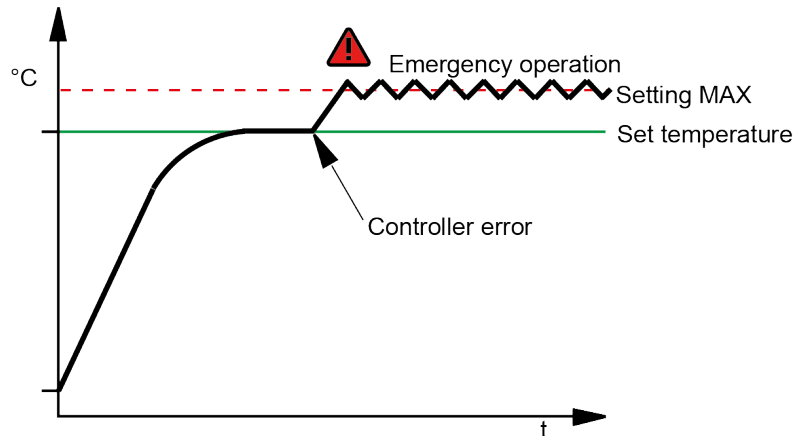 °C
Emergency operation
Setting MAX
Set temperature
Controller error
t